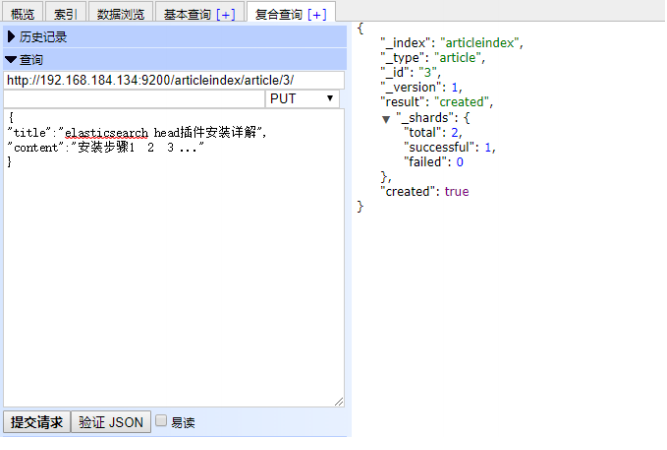 概览 索引 数据浏览 基本查询 [+] 复合查询 [+]
历史记录
查询
http://192.168.184.134:9200/articleindex/article/3/
PUT
{
"title":"elasticsearch head插件安装详解",
"content":"安装步骤1 2 3 ..."
}
提交请求 验证 JSON 易读
{
"_index": "articleindex",
"_type": "article",
"_id": "3",
"_version": 1,
"result": "created",
"_shards": {
"total": 2,
"successful": 1,
"failed": 0
},
"created": true
}